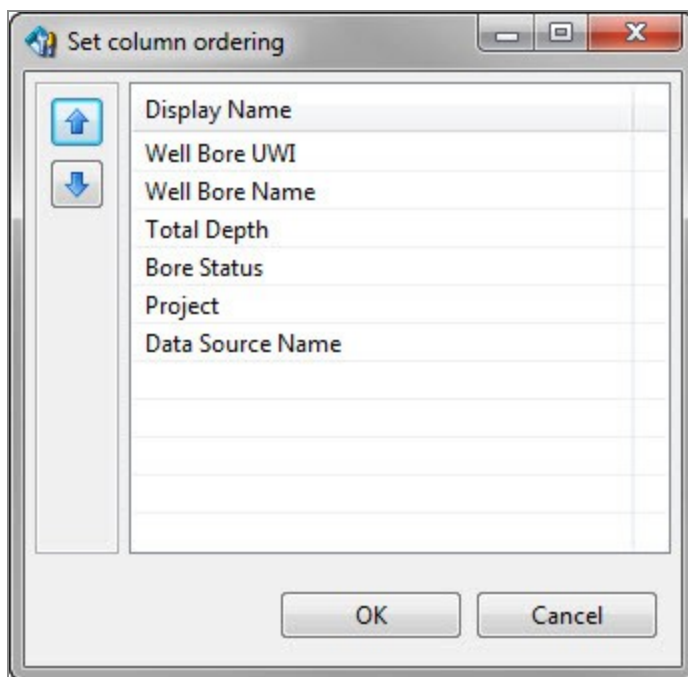 Set column ordering
Display Name
Well Bore UWI
Well Bore Name
Total Depth
Bore Status
Project
Data Source Name
OK
Cancel